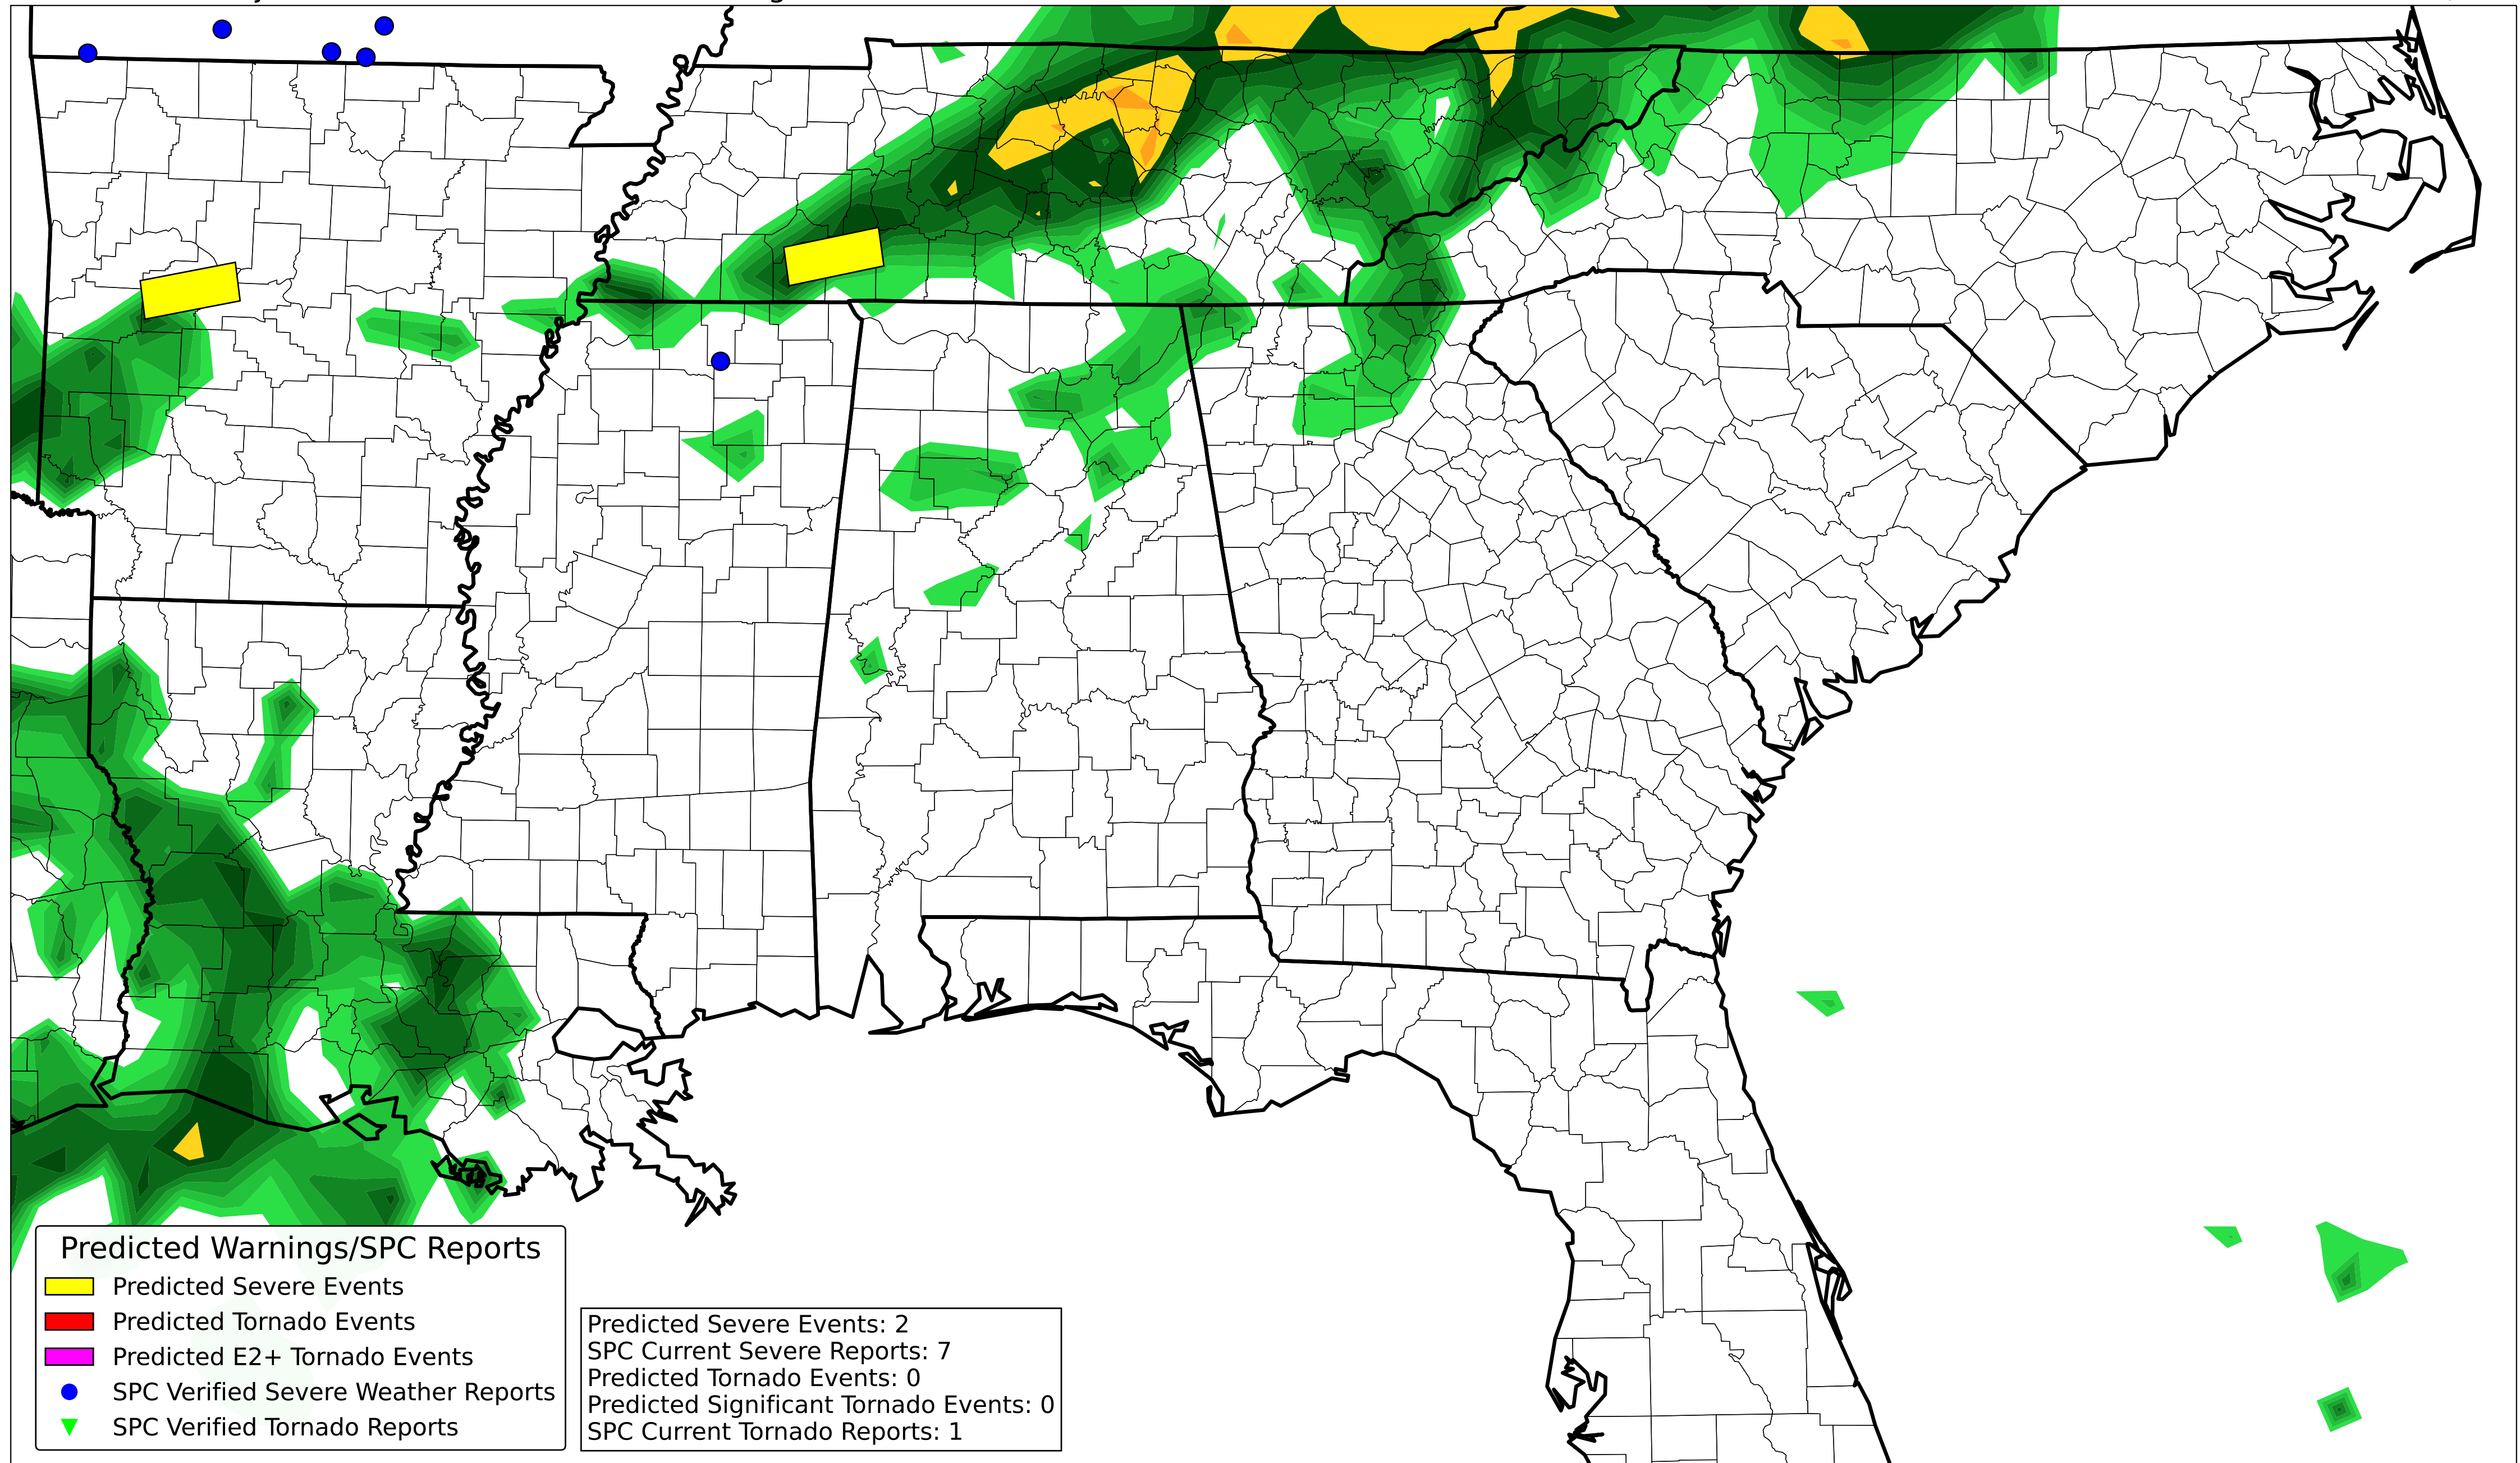 Predicted Warnings/SPC Reports
Predicted Severe Events
Predicted Tornado Events
Predicted E2+ Tornado Events
SPC Verified Severe Weather Reports
SPC Verified Tornado Reports
Predicted Severe Events: 2
SPC Current Severe Reports: 7
Predicted Tornado Events: 0
Predicted Significant Tornado Events: 0
SPC Current Tornado Reports: 1